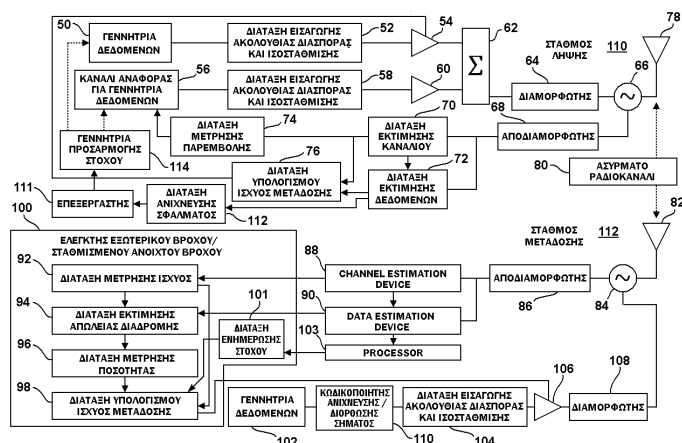 50
ΓΕΝΝΗΤΡΙΑ
ΔΕΔΟΜΕΝΩΝ
52
ΔΙΑΤΑΞΗ ΕΙΣΑΓΩΓΗΣ
ΑΚΟΛΟΥΘΙΑΣ ΔΙΑΣΠΟΡΑΣ
ΚΑΙ ΙΣΟΣΤΑΘΜΙΣΗΣ
54
62
Σ
78
ΣΤΑΘΜΟΣ 110
ΛΗΨΗΣ
ΚΑΝΑΛΙ ΑΝΑΦΟΡΑΣ
ΓΙΑ ΓΕΝΝΗΤΡΙΑ
ΔΕΔΟΜΕΝΩΝ
56
ΔΙΑΤΑΞΗ ΕΙΣΑΓΩΓΗΣ
ΑΚΟΛΟΥΘΙΑΣ ΔΙΑΣΠΟΡΑΣ
ΚΑΙ ΙΣΟΣΤΑΘΜΙΣΗΣ
58
60
64
ΔΙΑΜΟΡΦΩΤΗΣ
66
68
ΑΠΟΔΙΑΜΟΡΦΩΤΗΣ
70
ΔΙΑΤΑΞΗ
ΕΚΤΙΜΗΣΗΣ
ΚΑΝΑΛΙΟΥ
74
ΔΙΑΤΑΞΗ
ΜΕΤΡΗΣΗΣ
ΠΑΡΕΜΒΟΛΗΣ
ΓΕΝΝΗΤΡΙΑ
ΠΡΟΣΑΡΜΟΓΗΣ
ΣΤΟΧΟΥ
114
76
ΔΙΑΤΑΞΗ
ΥΠΟΛΟΓΙΣΜΟΥ
ΙΣΧΥΟΣ ΜΕΤΑΔΟΣΗΣ
72
ΔΙΑΤΑΞΗ
ΕΚΤΙΜΗΣΗΣ
ΔΕΔΟΜΕΝΩΝ
80
ΑΣΥΡΜΑΤΟ
ΡΑΔΙΟΚΑΝΑΛΙ
111
ΕΠΕΞΕΡΓΑΣΤΗΣ
ΔΙΑΤΑΞΗ
ΑΝΙΧΝΕΥΣΗΣ
ΣΦΑΛΜΑΤΟΣ
112
82
ΣΤΑΘΜΟΣ 112
ΜΕΤΑΔΟΣΗΣ
100
ΕΛΕΓΚΤΗΣ ΕΞΩΤΕΡΙΚΟΥ ΒΡΟΧΟΥ/
ΣΤΑΘΜΙΣΜΕΝΟΥ ΑΝΟΙΧΤΟΥ ΒΡΟΧΟΥ
92
ΔΙΑΤΑΞΗ ΜΕΤΡΗΣΗΣ ΙΣΧΥΟΣ
94
ΔΙΑΤΑΞΗ ΕΚΤΙΜΗΣΗΣ
ΑΠΩΛΕΙΑΣ ΔΙΑΔΡΟΜΗΣ
96
ΔΙΑΤΑΞΗ ΜΕΤΡΗΣΗΣ
ΠΟΣΟΤΗΤΑΣ
98
ΔΙΑΤΑΞΗ ΥΠΟΛΟΓΙΣΜΟΥ
ΙΣΧΥΟΣ ΜΕΤΑΔΟΣΗΣ
101
ΔΙΑΤΑΞΗ
ΕΝΗΜΕΡΩΣΗΣ
ΣΤΟΧΟΥ
88
CHANNEL ESTIMATION
DEVICE
90
DATA ESTIMATION
DEVICE
103
PROCESSOR
ΑΠΟΔΙΑΜΟΡΦΩΤΗΣ
86
84
ΓΕΝΝΗΤΡΙΑ
ΔΕΔΟΜΕΝΩΝ
102
ΚΩΔΙΚΟΠΟΙΗΤΗΣ
ΑΝΙΧΝΕΥΣΗΣ /
ΔΙΟΡΘΩΣΗΣ
ΣΗΜΑΤΟΣ
110
ΔΙΑΤΑΞΗ ΕΙΣΑΓΩΓΗΣ
ΑΚΟΛΟΥΘΙΑΣ ΔΙΑΣΠΟΡΑΣ
ΚΑΙ ΙΣΟΣΤΑΘΜΙΣΗΣ
104
106
108
ΔΙΑΜΟΡΦΩΤΗΣ